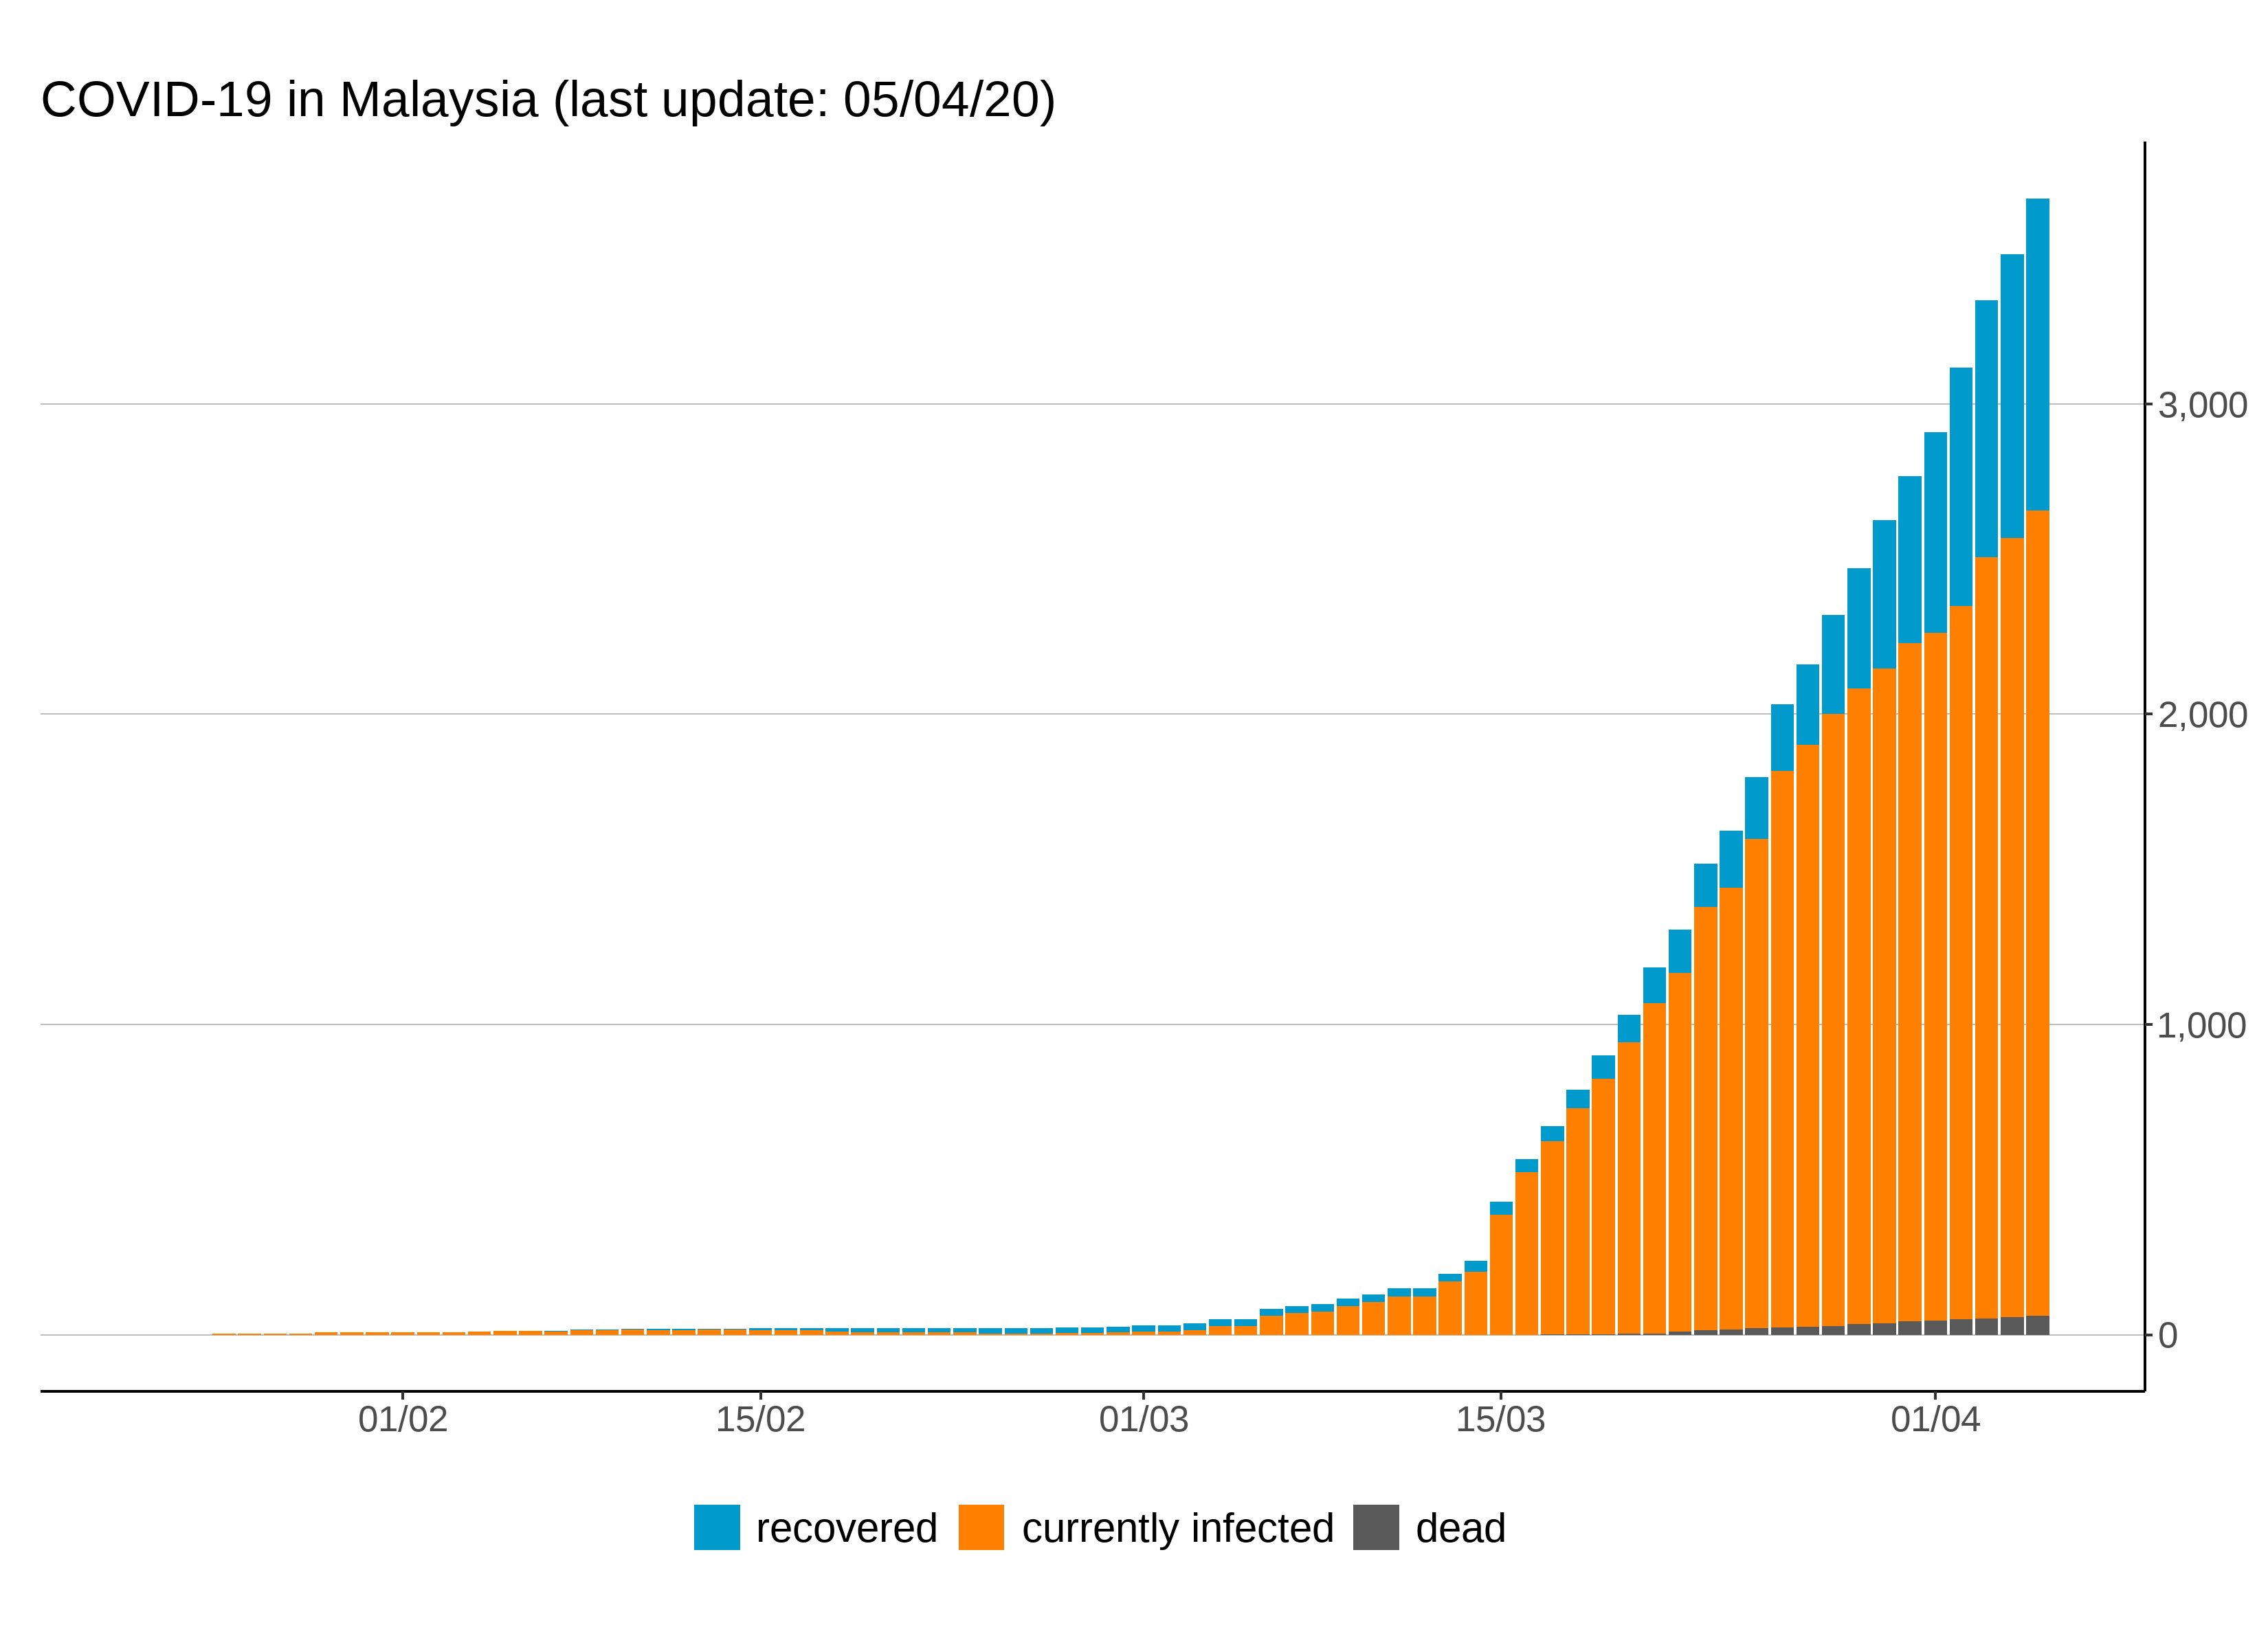 COVID-19 in Malaysia (last update: 05/04/20)
3,000
2,000
1,000
0
01/02 15/02 01/03 15/03 01/04
recovered currently infected dead